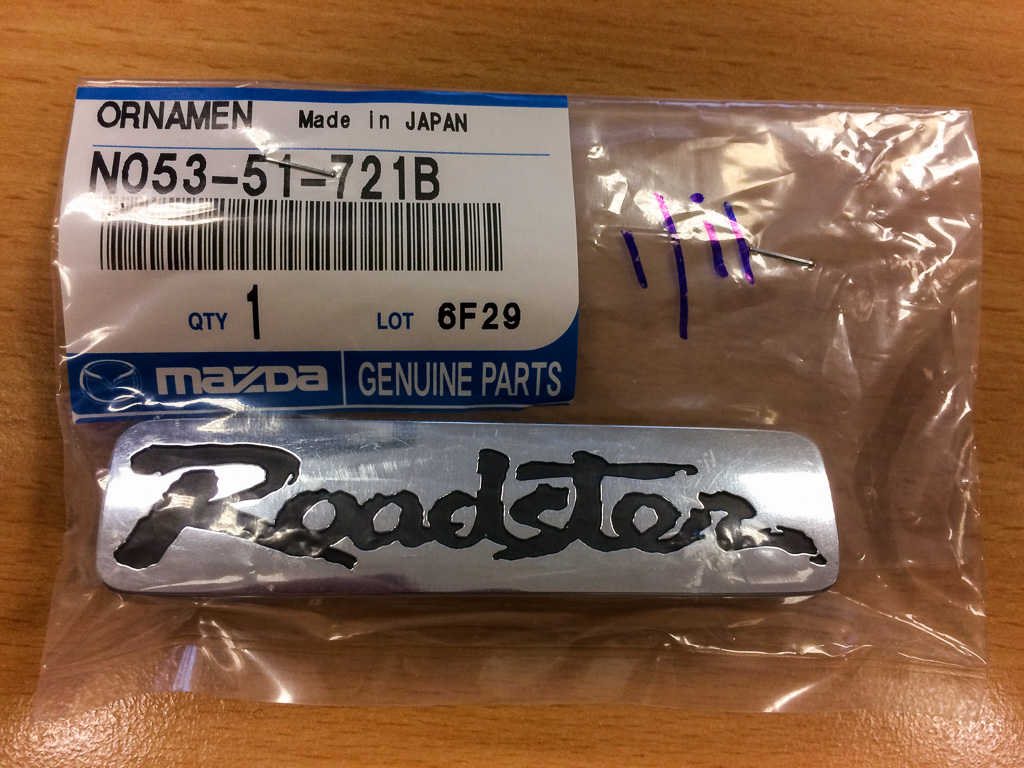 ORNAMEN Made in JAPAN
N053-51-721B
QTY 1 LOT 6F29
mazda GENUINE PARTS
Roadster